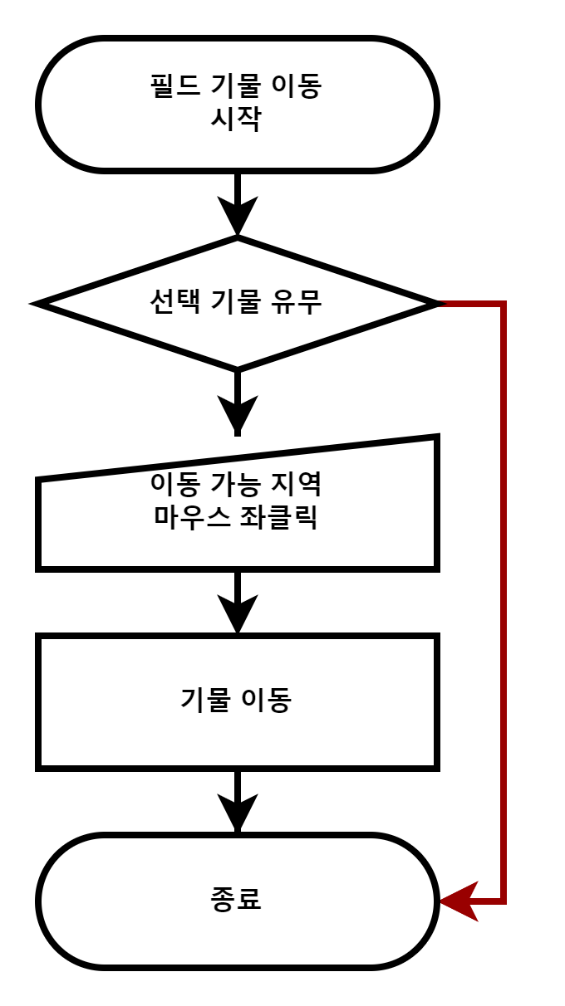 필드 기물 이동
시작
선택 기물 유무
이동 가능 지역
마우스 좌클릭
기물 이동
종료